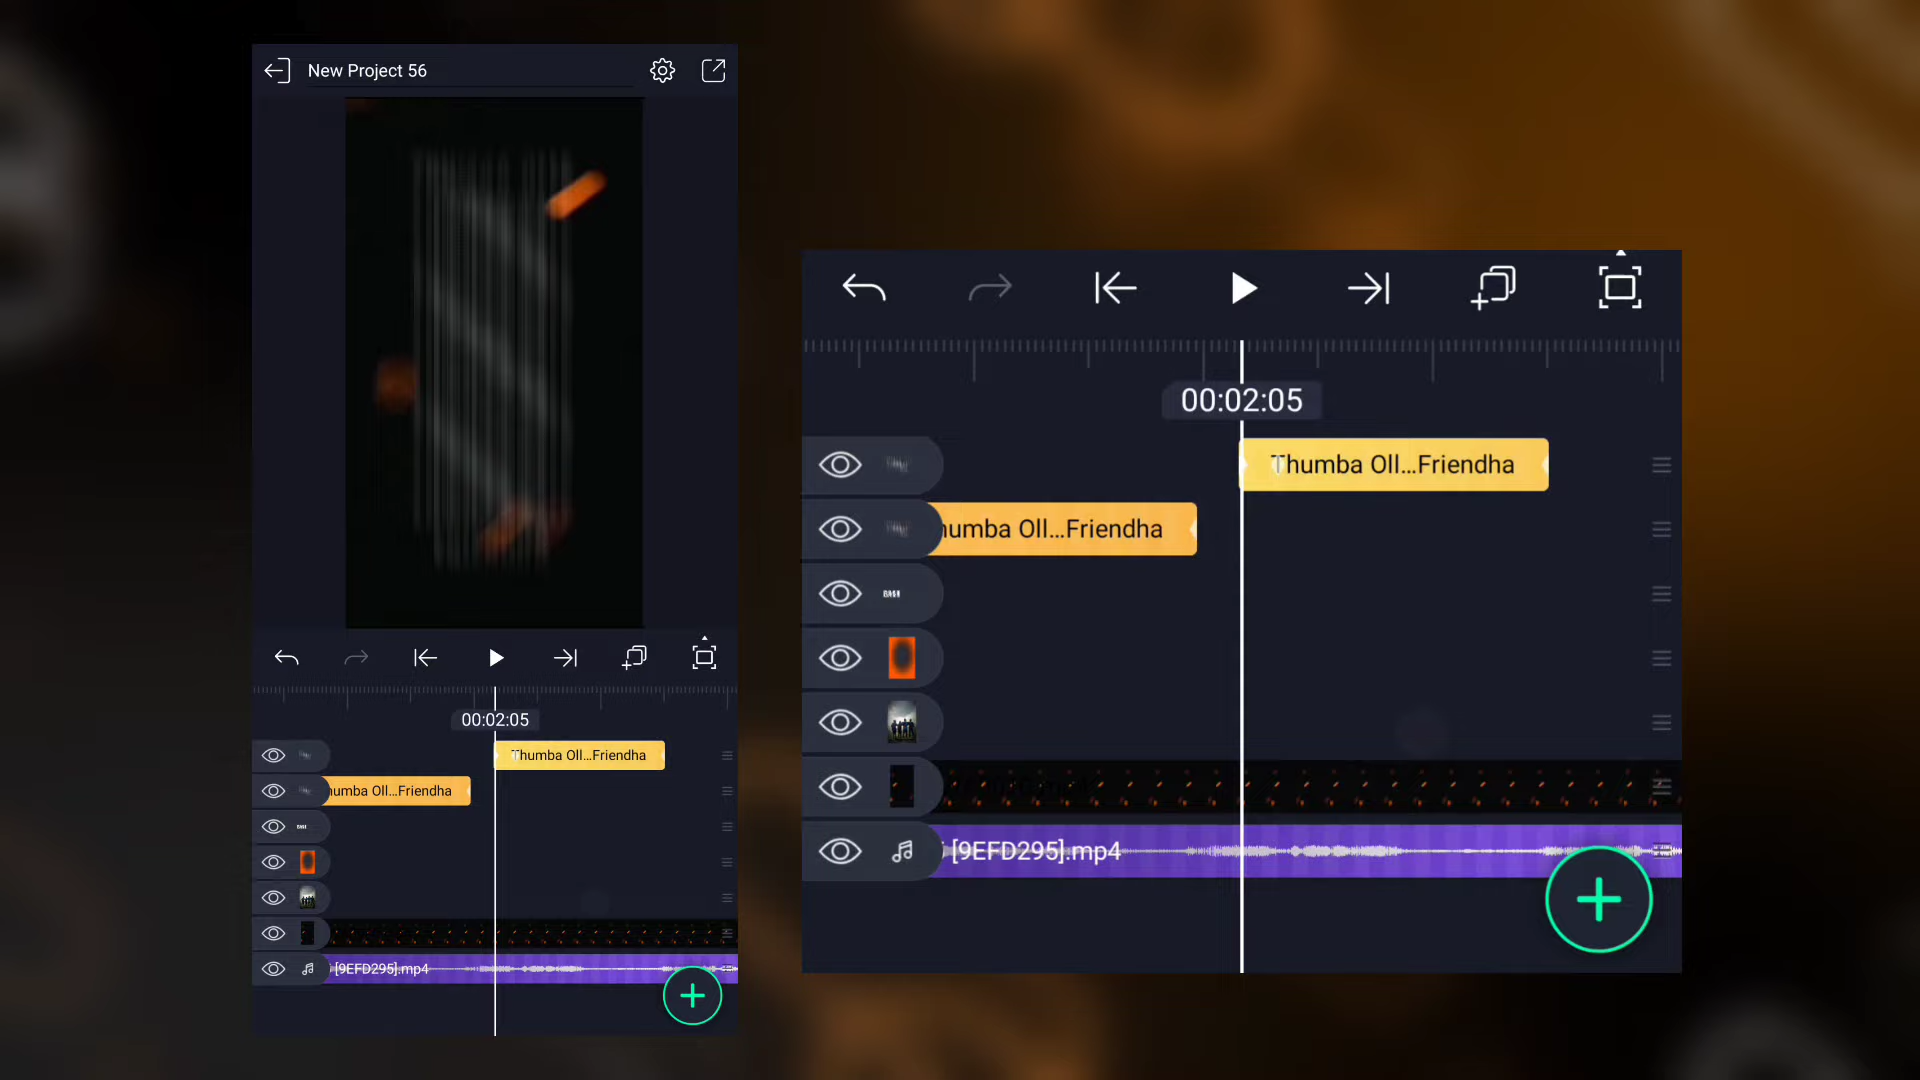 New Project 56
00:02:05
Thumba Oll...Friendha
umba Oll...Friendha
[9EFD295].mp4
00:02:05
Thumba Oll...Friendha
humba Oll...Friendha
[9EFD295].mp4